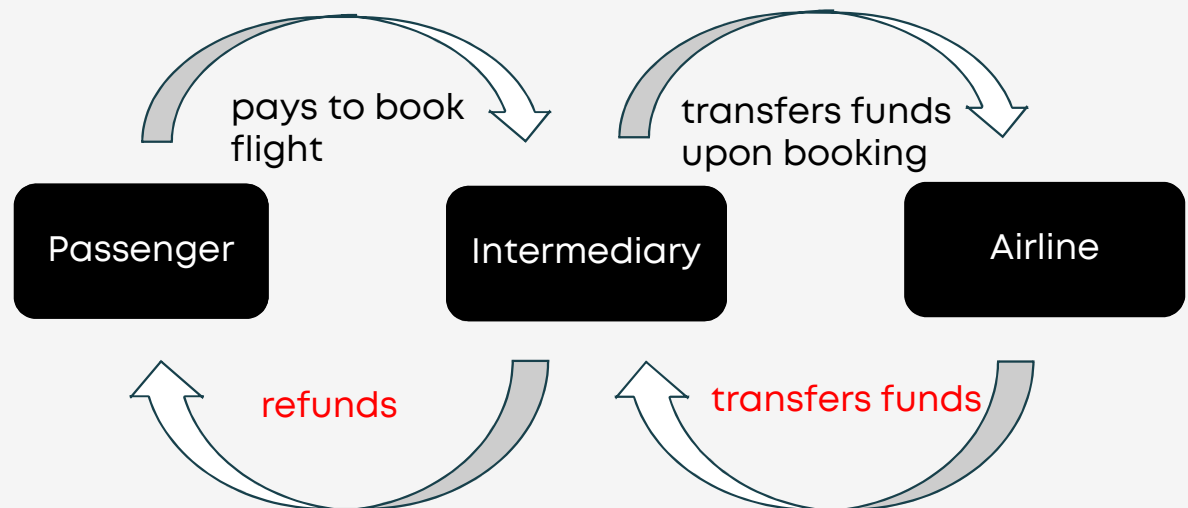 pays to book
flight
transfers funds
upon booking
Passenger
Intermediary
Airline
refunds
transfers funds